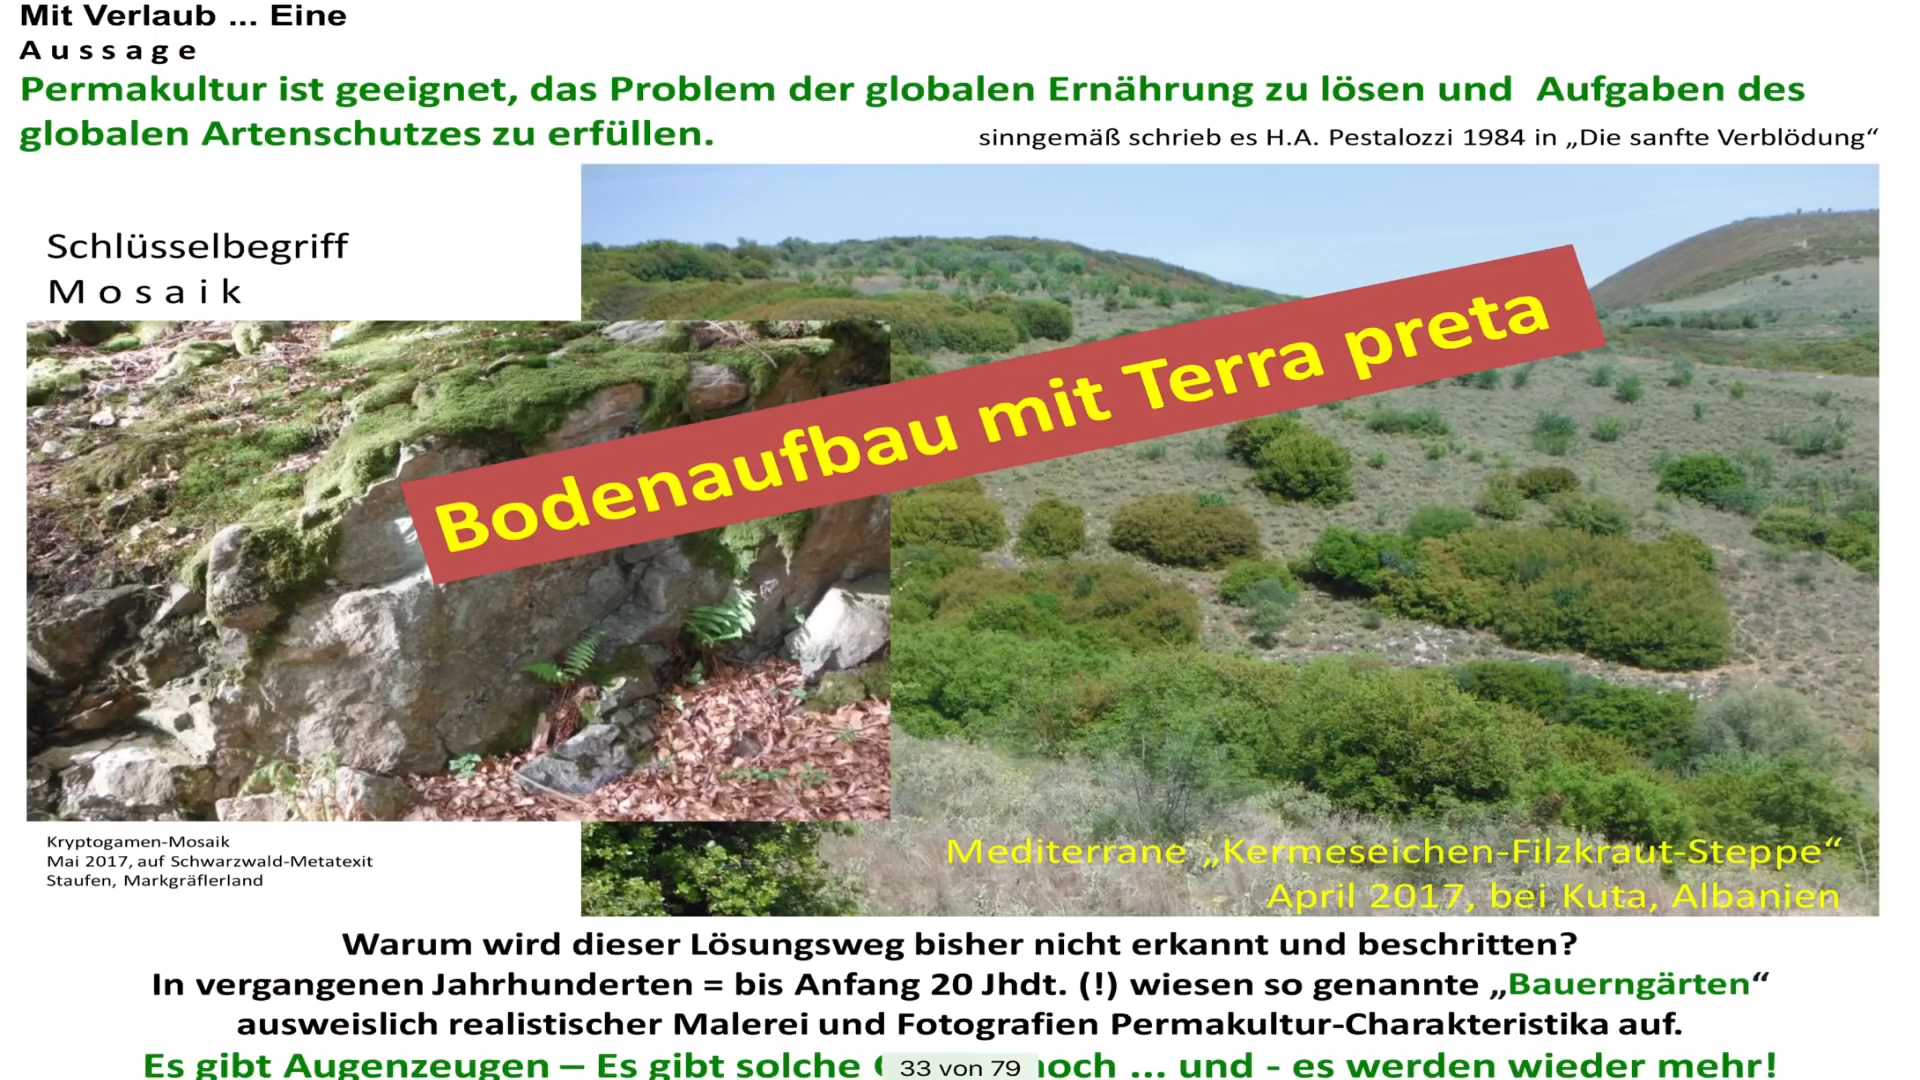 Mit Verlaub ... Eine
Aussage
Permakultur ist geeignet, das Problem der globalen Ernährung zu lösen und Aufgaben des
globalen Artenschutzes zu erfüllen.
sinngemäß schrieb es H.A. Pestalozzi 1984 in „Die sanfte Verblödung“
Schlüsselbegriff
Mosaik
Bodenaufbau mit Terra preta
Kryptogamen-Mosaik
Mai 2017, auf Schwarzwald-Metatexit
Staufen, Markgräflerland
Mediterrane „Kermeseichen-Filzkraut-Steppe“
April 2017, bei Kuta, Albanien
Warum wird dieser Lösungsweg bisher nicht erkannt und beschritten?
In vergangenen Jahrhunderten = bis Anfang 20 Jhdt. (!) wiesen so genannte „Bauerngärten“
ausweislich realistischer Malerei und Fotografien Permakultur-Charakteristika auf.
Es gibt Augenzeugen – Es gibt solche noch ... und - es werden wieder mehr!
33 von 79